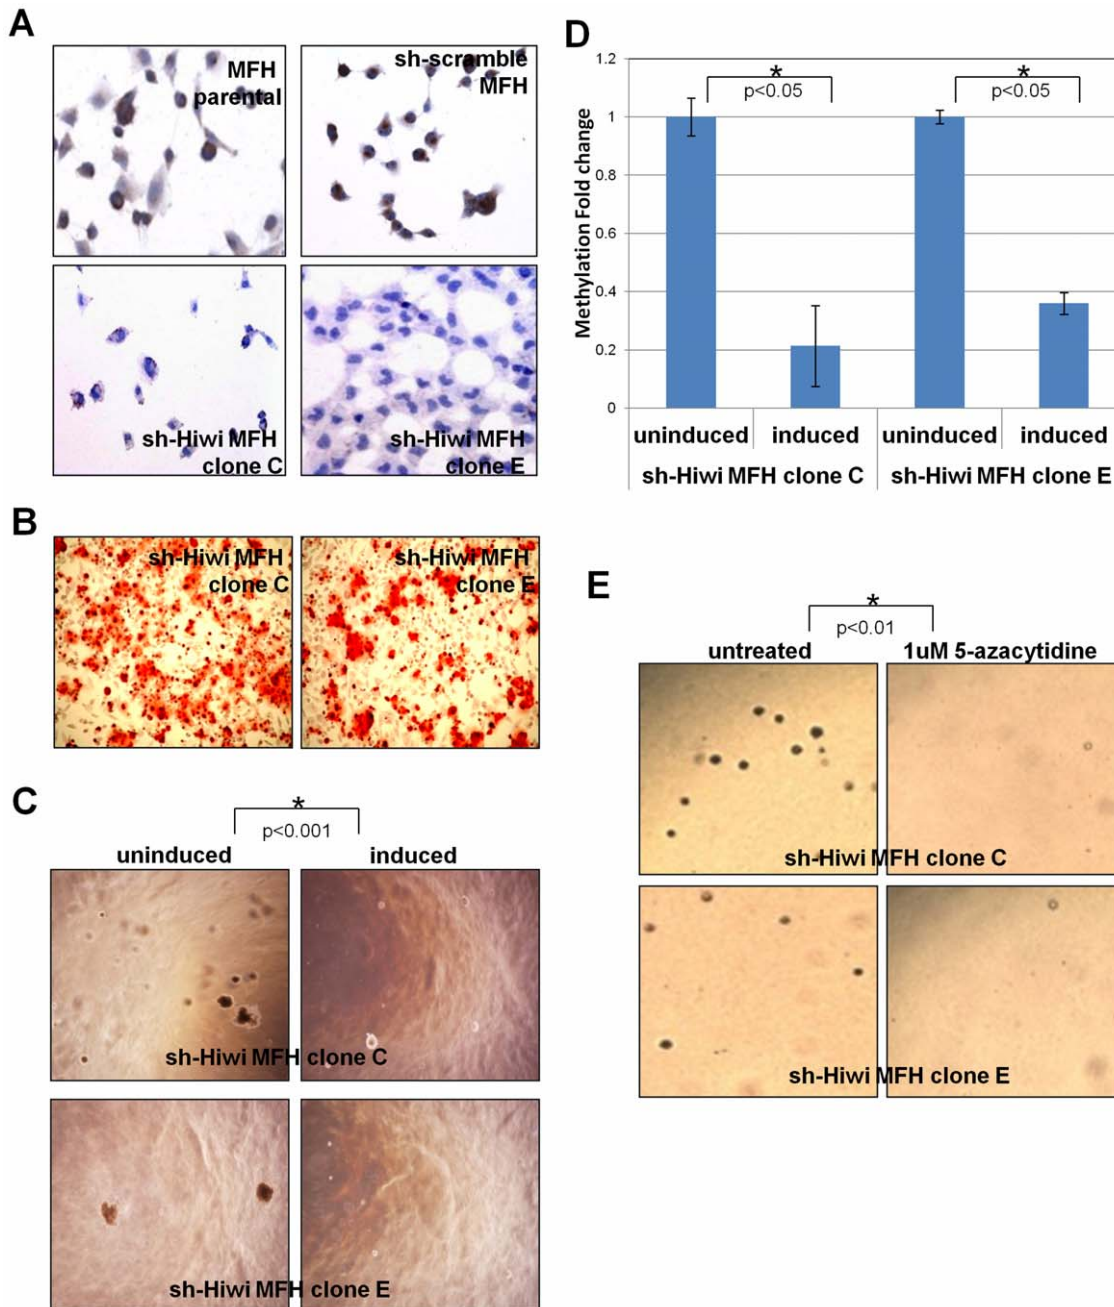 A
MFH
parental
sh-scramble
MFH
sh-Hiwi MFH
clone C
sh-Hiwi MFH
clone E
B
sh-Hiwi MFH
clone C
sh-Hiwi MFH
clone E
C
*
p<0.001
uninduced induced
sh-Hiwi MFH clone C
sh-Hiwi MFH clone E
D
Methylation Fold change
1.2
1
0.8
0.6
0.4
0.2
0
* *
p<0.05 p<0.05
uninduced induced uninduced induced
sh-Hiwi MFH clone C sh-Hiwi MFH clone E
E
*
p<0.01
untreated 1uM 5-azacytidine
sh-Hiwi MFH clone C
sh-Hiwi MFH clone E